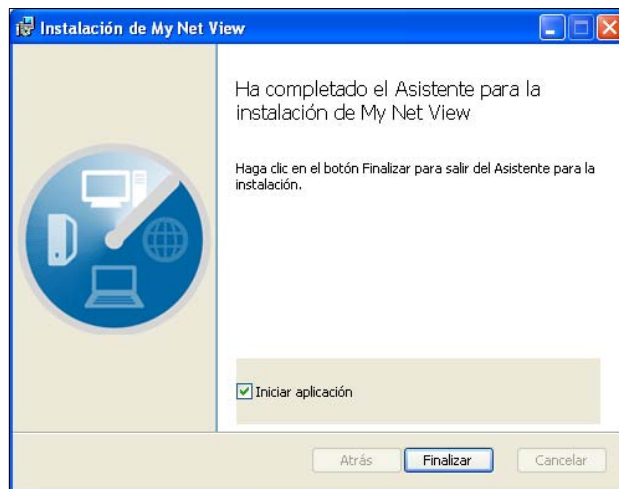 Instalación de My Net View
Ha completado el Asistente para la
instalación de My Net View
Haga clic en el botón Finalizar para salir del Asistente para la
instalación.
Iniciar aplicación
Atrás
Finalizar
Cancelar